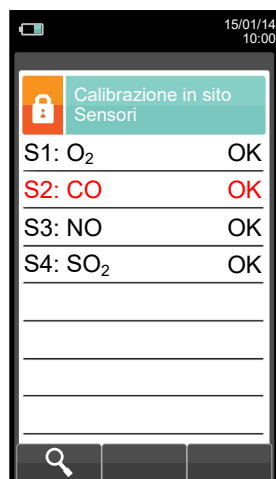 15/01/14
10:00
Calibrazione in sito
Sensori
S1: O₂ OK
S2: CO OK
S3: NO OK
S4: SO₂ OK